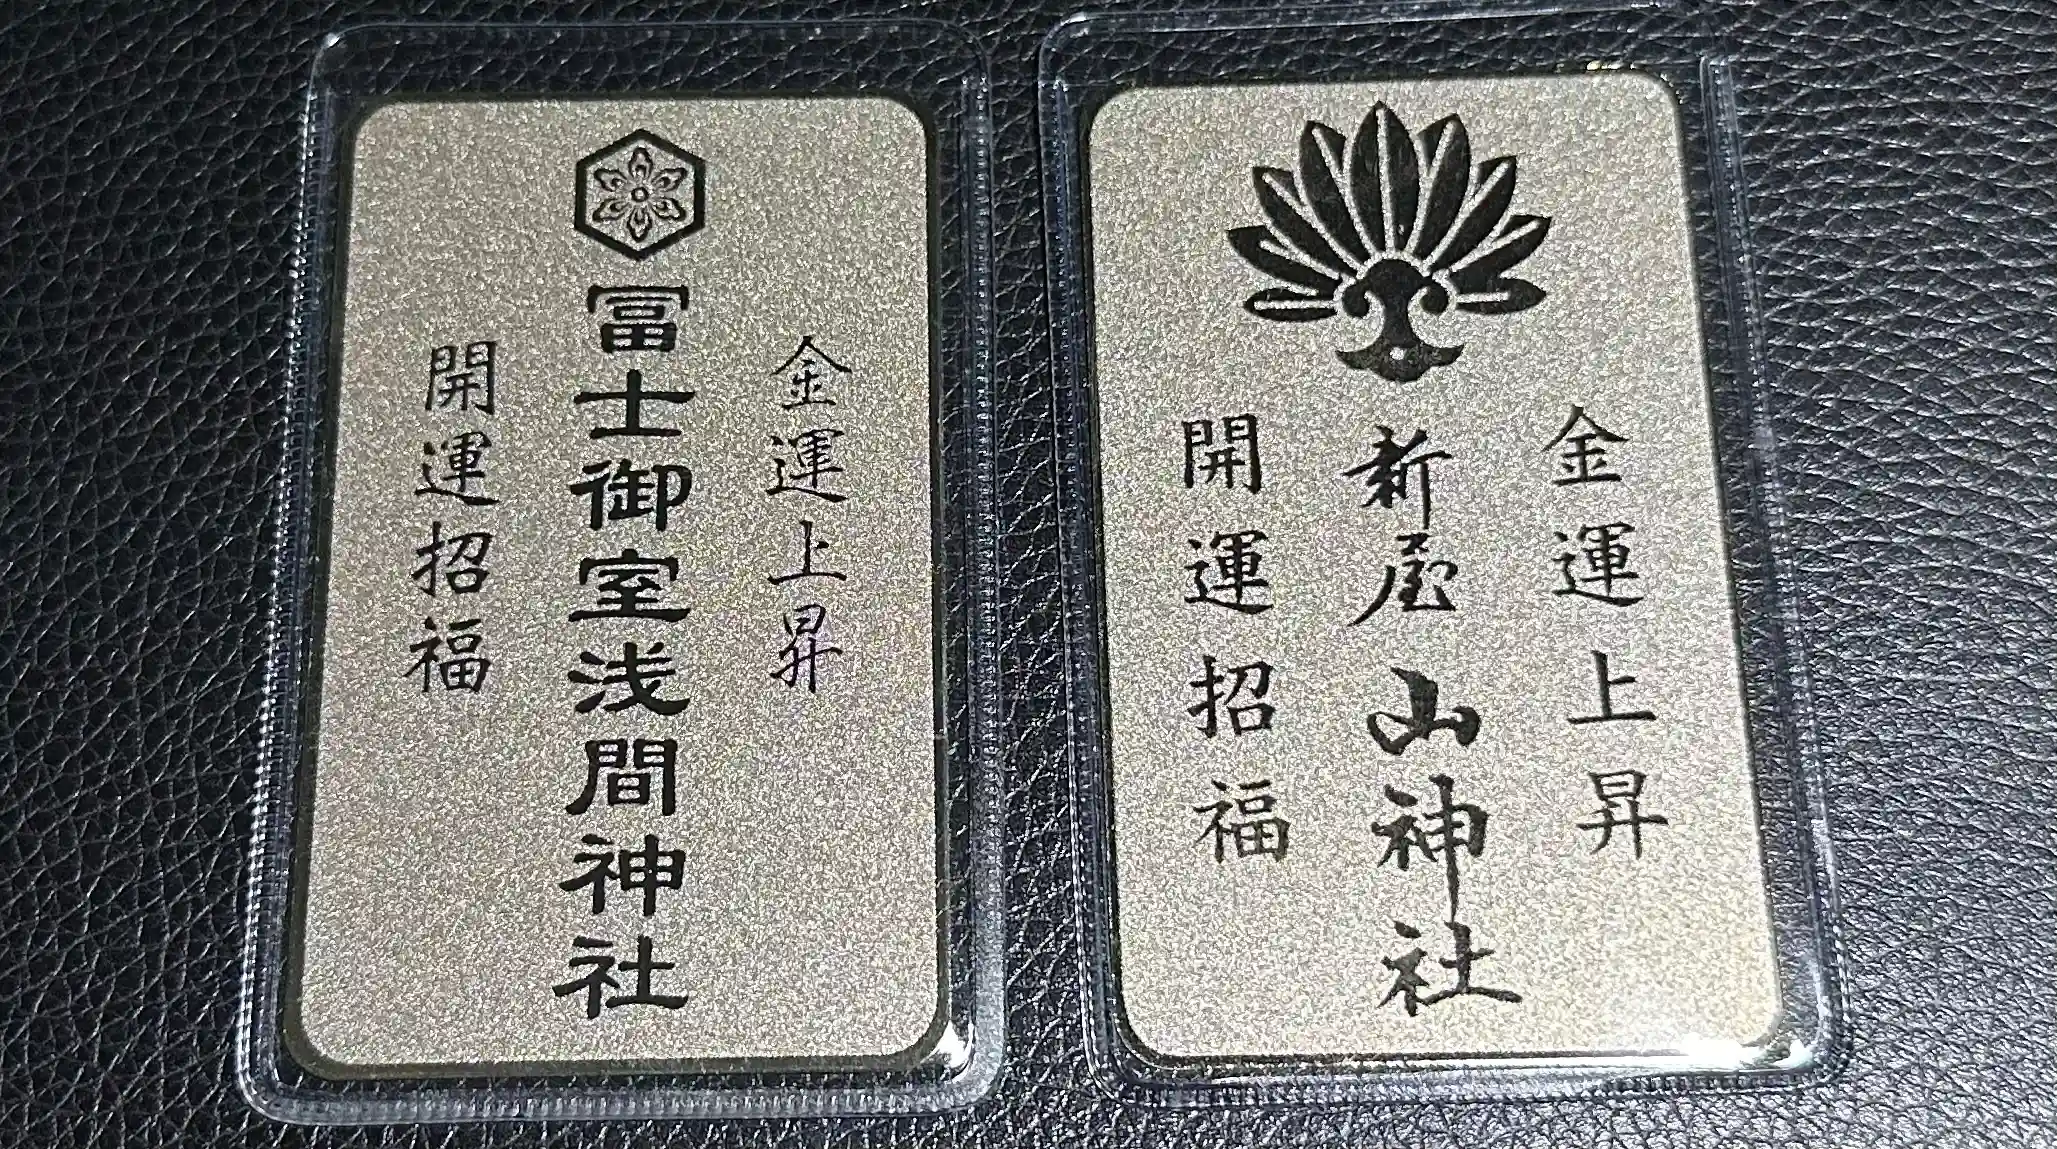 金運上昇
冨士御室浅間神社
開運招福
金運上昇
新屋山神社
開運招福